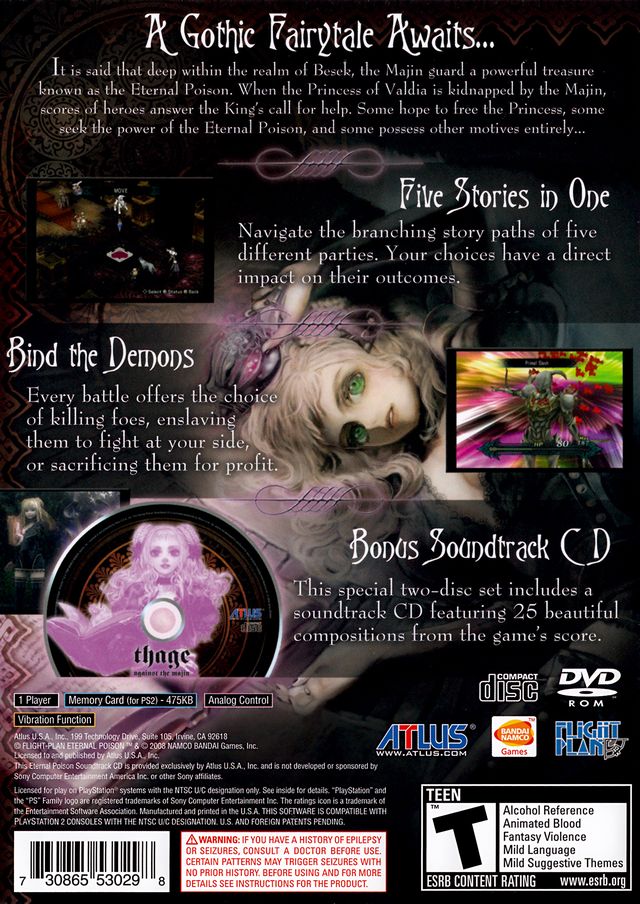 A Gothic Fairytale Awaits...
It is said that deep within the realm of Besek, the Majin guard a powerful treasure
known as the Eternal Poison. When the Princess of Valdia is kidnapped by the Majin,
scores of heroes answer the King's call for help. Some hope to free the Princess, some
seek the power of the Eternal Poison, and some possess other motives entirely...
MOVE
Select Status Back
Five Stories in One
Navigate the branching story paths of five
different parties. Your choices have a direct
impact on their outcomes.
Bind the Demons
Every battle offers the choice
of killing foes, enslaving
them to fight at your side,
or sacrificing them for profit.
HP 80
Bonus Soundtrack CD
This special two-disc set includes a
soundtrack CD featuring 25 beautiful
compositions from the game's score.
ATLUS
COMPACT disc
thage
against the majin
1 Player
Memory Card (for PS2) - 475KB
Analog Control
Vibration Function
COMPACT disc
DVD ROM
ATLUS
WWW.ATLUS.COM
BANDAI NAMCO Games
FLIGHT PLAN
Atlus U.S.A., Inc., 199 Technology Drive, Suite 105, Irvine, CA 92618
© FLIGHT-PLAN ETERNAL POISON™ & © 2008 NAMCO BANDAI Games, Inc.
Licensed to and published by Atlus U.S.A., Inc.
This Eternal Poison Soundtrack CD is provided exclusively by Atlus U.S.A., Inc. and is not developed or sponsored by
Sony Computer Entertainment America Inc. or other Sony affiliates.
Licensed for play on PlayStation® systems with the NTSC U/C designation only. See inside for details. "PlayStation" and
the "PS" Family logo are registered trademarks of Sony Computer Entertainment Inc. The ratings icon is a trademark of
the Entertainment Software Association. Manufactured and printed in the U.S.A. THIS SOFTWARE IS COMPATIBLE WITH
PLAYSTATION 2 CONSOLES WITH THE NTSC U/C DESIGNATION. U.S. AND FOREIGN PATENTS PENDING.
7 30865 53029 8
WARNING: IF YOU HAVE A HISTORY OF EPILEPSY
OR SEIZURES, CONSULT A DOCTOR BEFORE USE.
CERTAIN PATTERNS MAY TRIGGER SEIZURES WITH
NO PRIOR HISTORY. BEFORE USING AND FOR MORE
DETAILS SEE INSTRUCTIONS FOR THE PRODUCT.
TEEN
T
Alcohol Reference
Animated Blood
Fantasy Violence
Mild Language
Mild Suggestive Themes
ESRB CONTENT RATING www.esrb.org